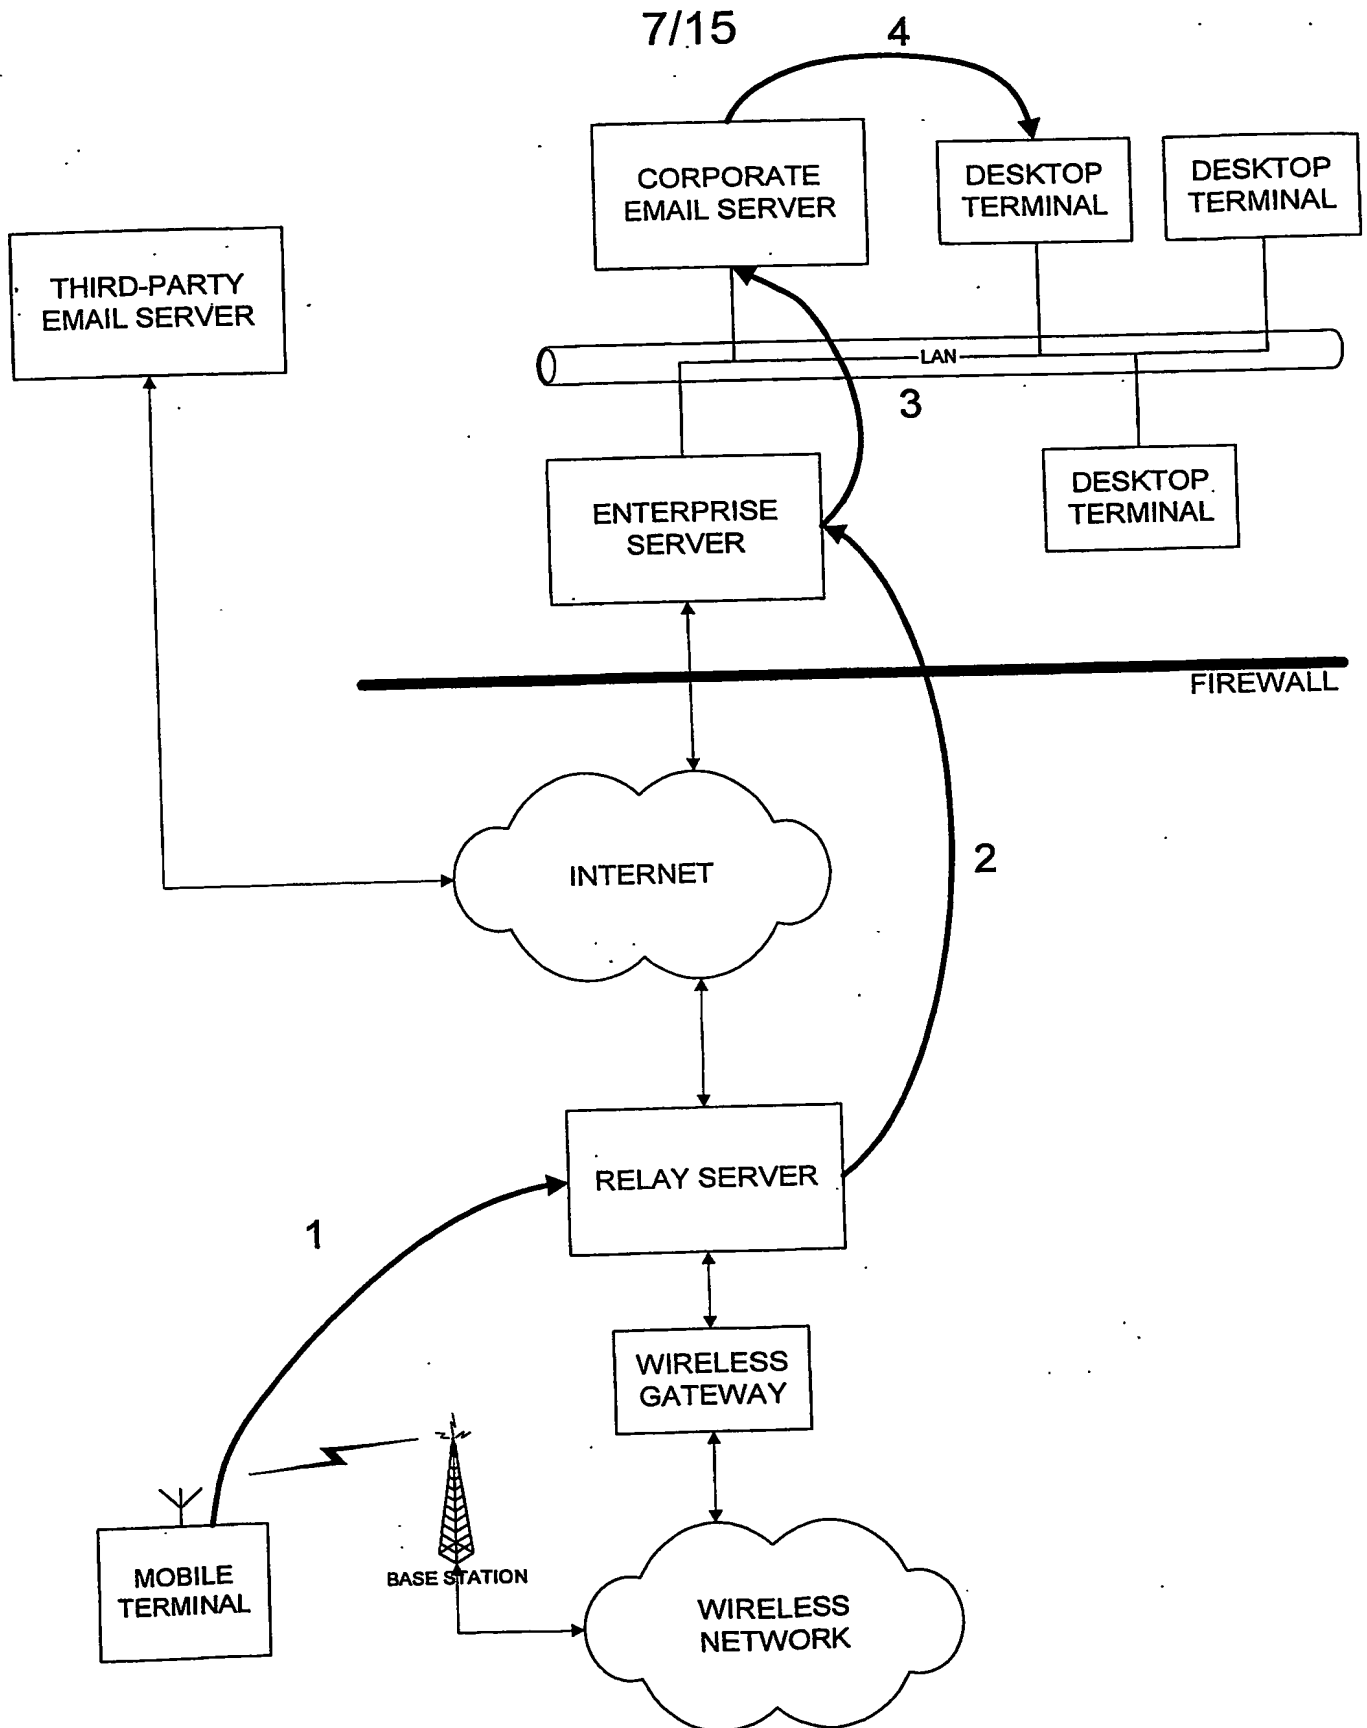 7/15
4
CORPORATE
EMAIL SERVER
DESKTOP
TERMINAL
DESKTOP
TERMINAL
THIRD-PARTY
EMAIL SERVER
LAN
3
ENTERPRISE
SERVER
DESKTOP
TERMINAL
FIREWALL
INTERNET
2
RELAY SERVER
1
WIRELESS
GATEWAY
MOBILE
TERMINAL
BASE STATION
WIRELESS
NETWORK